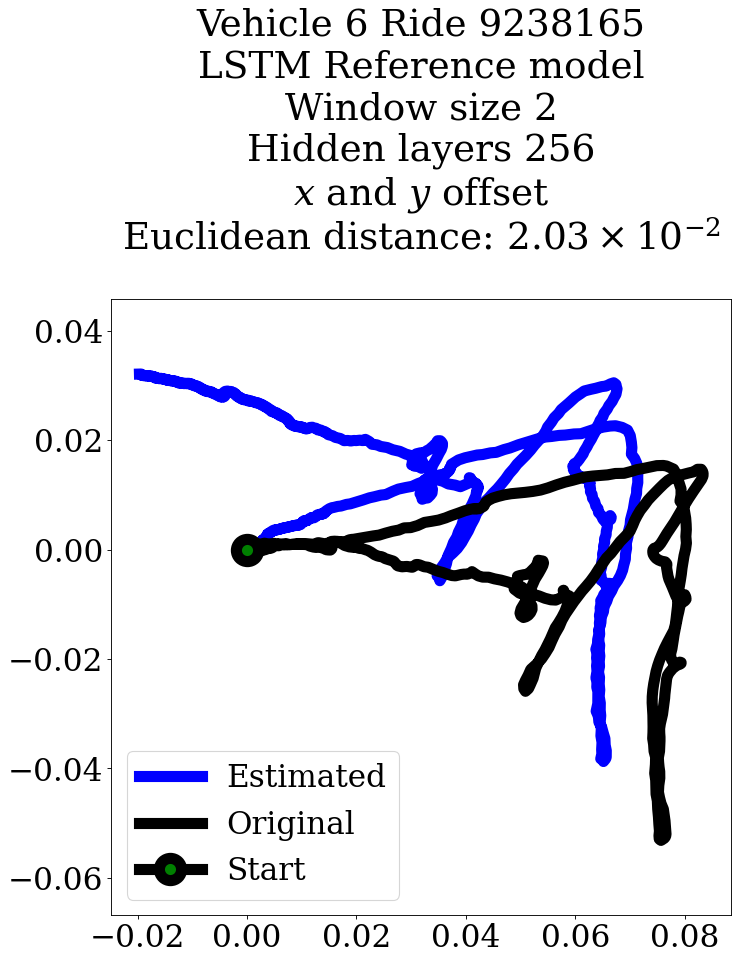 Vehicle 6 Ride 9238165
LSTM Reference model
Window size 2
Hidden layers 256
x and y offset
Euclidean distance: 2.03 × 10⁻²
0.04
0.02
0.00
−0.02
−0.04
−0.06
Estimated
Original
Start
−0.02 0.00 0.02 0.04 0.06 0.08